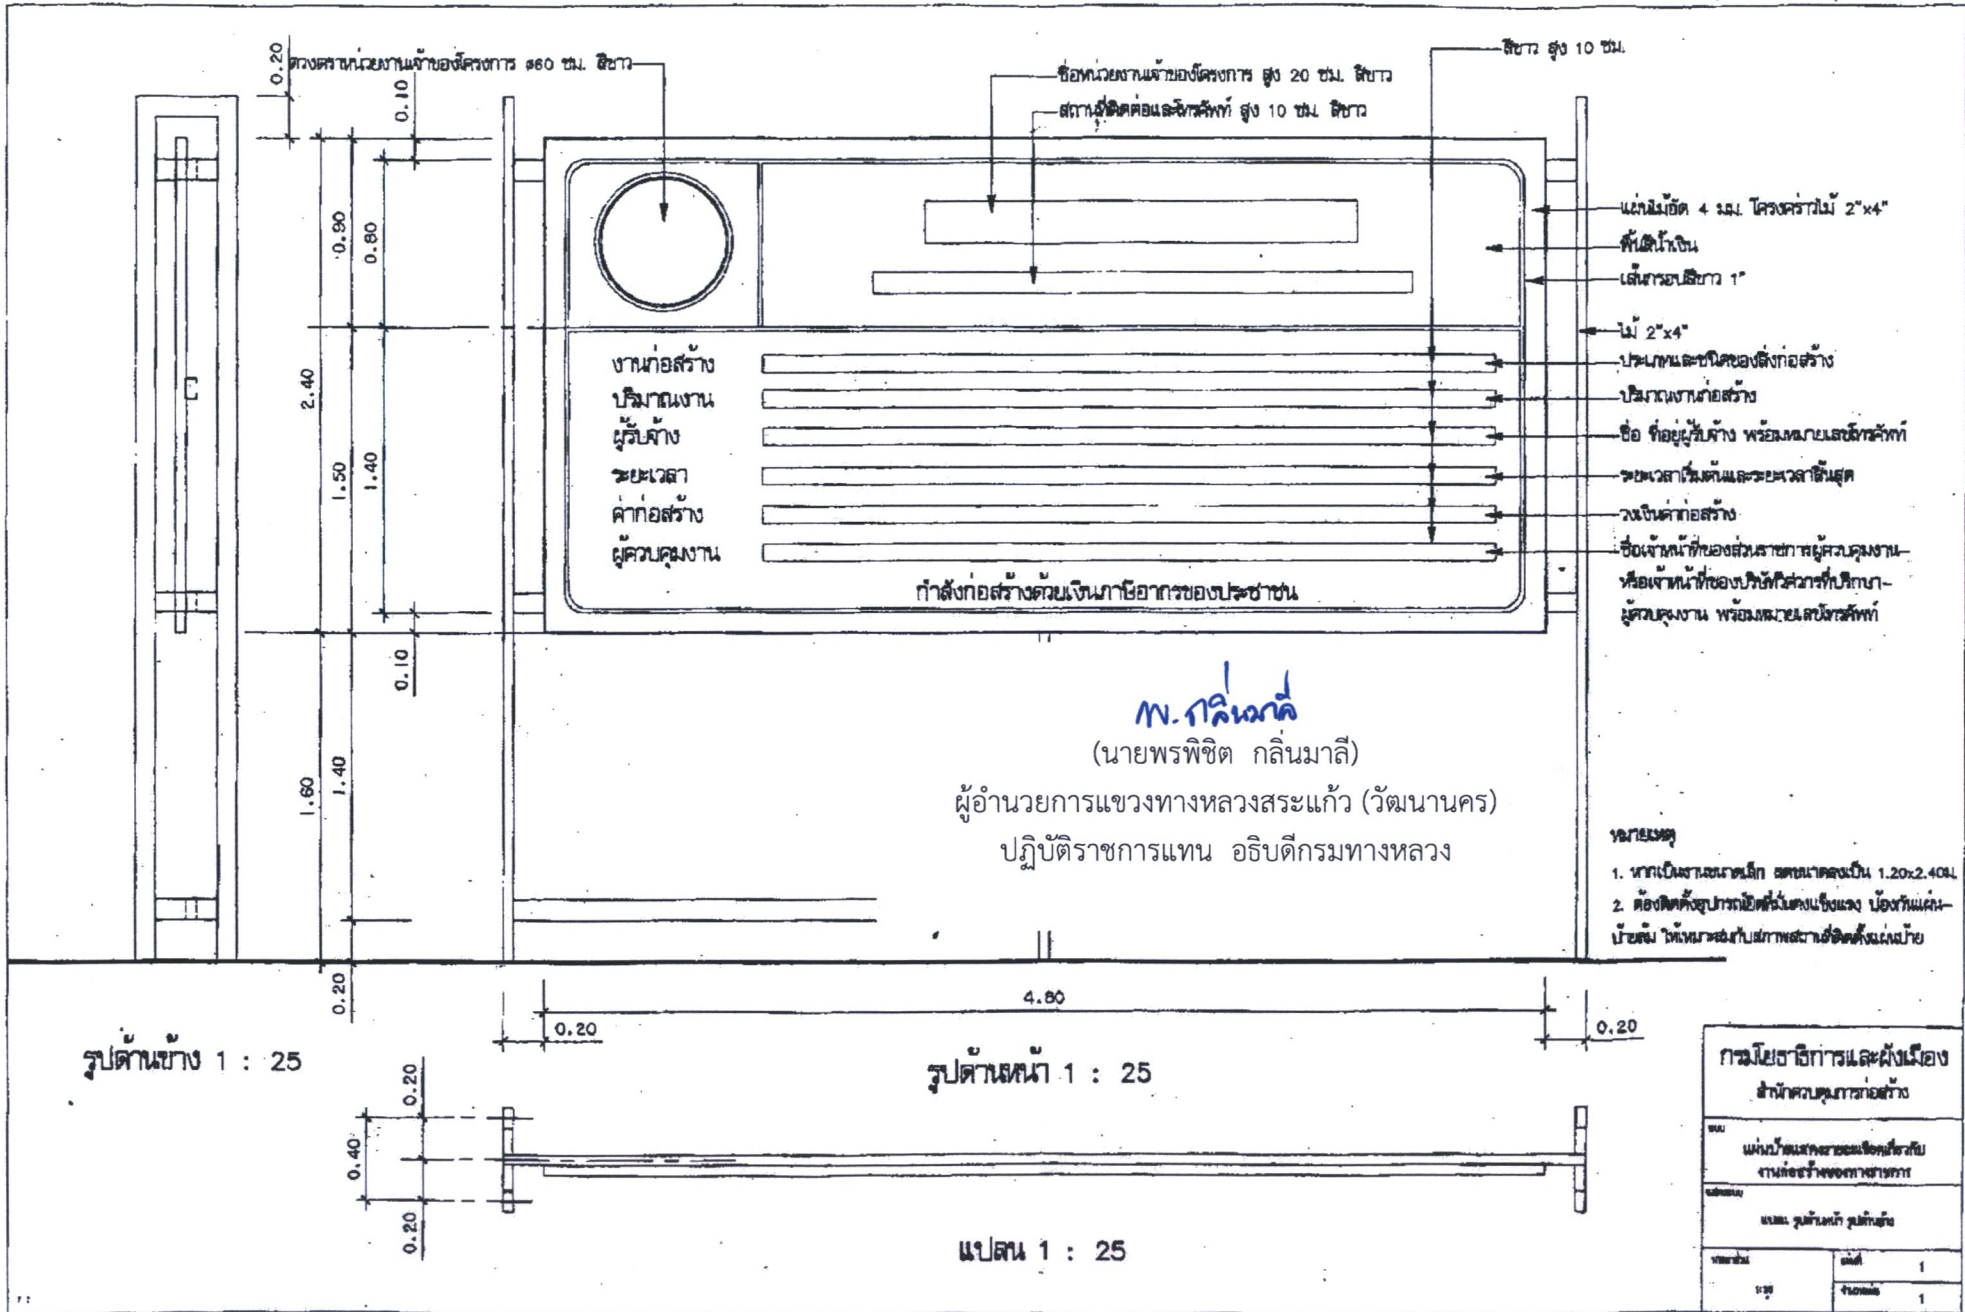 ดวงตราหน่วยงานเจ้าของโครงการ ø60 ซม. สีขาว
ชื่อหน่วยงานเจ้าของโครงการ สูง 20 ซม. สีขาว
สถานที่ติดต่อและโทรศัพท์ สูง 10 ซม. สีขาว
สีขาว สูง 10 ซม.
0.20
0.10
0.90
0.80
2.40
1.50
1.40
0.10
1.60
1.40
0.20
แผ่นไม้อัด 4 มม. โครงคร่าวไม้ 2"x4"
พื้นสีน้ำเงิน
เส้นกรอบสีขาว 1"
ไม้ 2"x4"
ประเภทและชนิดของสิ่งก่อสร้าง
ปริมาณงานก่อสร้าง
ชื่อ ที่อยู่ผู้รับจ้าง พร้อมหมายเลขโทรศัพท์
ระยะเวลาเริ่มต้นและระยะเวลาสิ้นสุด
วงเงินค่าก่อสร้าง
ชื่อเจ้าหน้าที่ของส่วนราชการผู้ควบคุมงาน-
หรือเจ้าหน้าที่ของบริษัทวิศวกรที่ปรึกษา-
ผู้ควบคุมงาน พร้อมหมายเลขโทรศัพท์
งานก่อสร้าง
ปริมาณงาน
ผู้รับจ้าง
ระยะเวลา
ค่าก่อสร้าง
ผู้ควบคุมงาน
กำลังก่อสร้างด้วยเงินภาษีอากรของประชาชน
พ. กลิ่นมาลี
(นายพรพิชิต กลิ่นมาลี)
ผู้อำนวยการแขวงทางหลวงสระแก้ว (วัฒนานคร)
ปฏิบัติราชการแทน อธิบดีกรมทางหลวง
หมายเหตุ
1. หากเป็นงานขนาดเล็ก ลดขนาดลงเป็น 1.20x2.40ม.
2. ต้องติดตั้งอุปกรณ์ยึดที่มั่นคงแข็งแรง ป้องกันแผ่น-
ป้ายล้ม ให้เหมาะสมกับสภาพสถานที่ติดตั้งแผ่นป้าย
4.80
0.20
0.20
รูปด้านข้าง 1 : 25
รูปด้านหน้า 1 : 25
0.20
0.40
0.20
แปลน 1 : 25
กรมโยธาธิการและผังเมือง
สำนักควบคุมการก่อสร้าง
แบบ
แผ่นป้ายแสดงรายละเอียดเกี่ยวกับ
งานก่อสร้างของทางราชการ
แปลน รูปด้านหน้า รูปด้านข้าง
มาตราส่วน
1:25
แผ่นที่ 1
จำนวนแผ่น 1